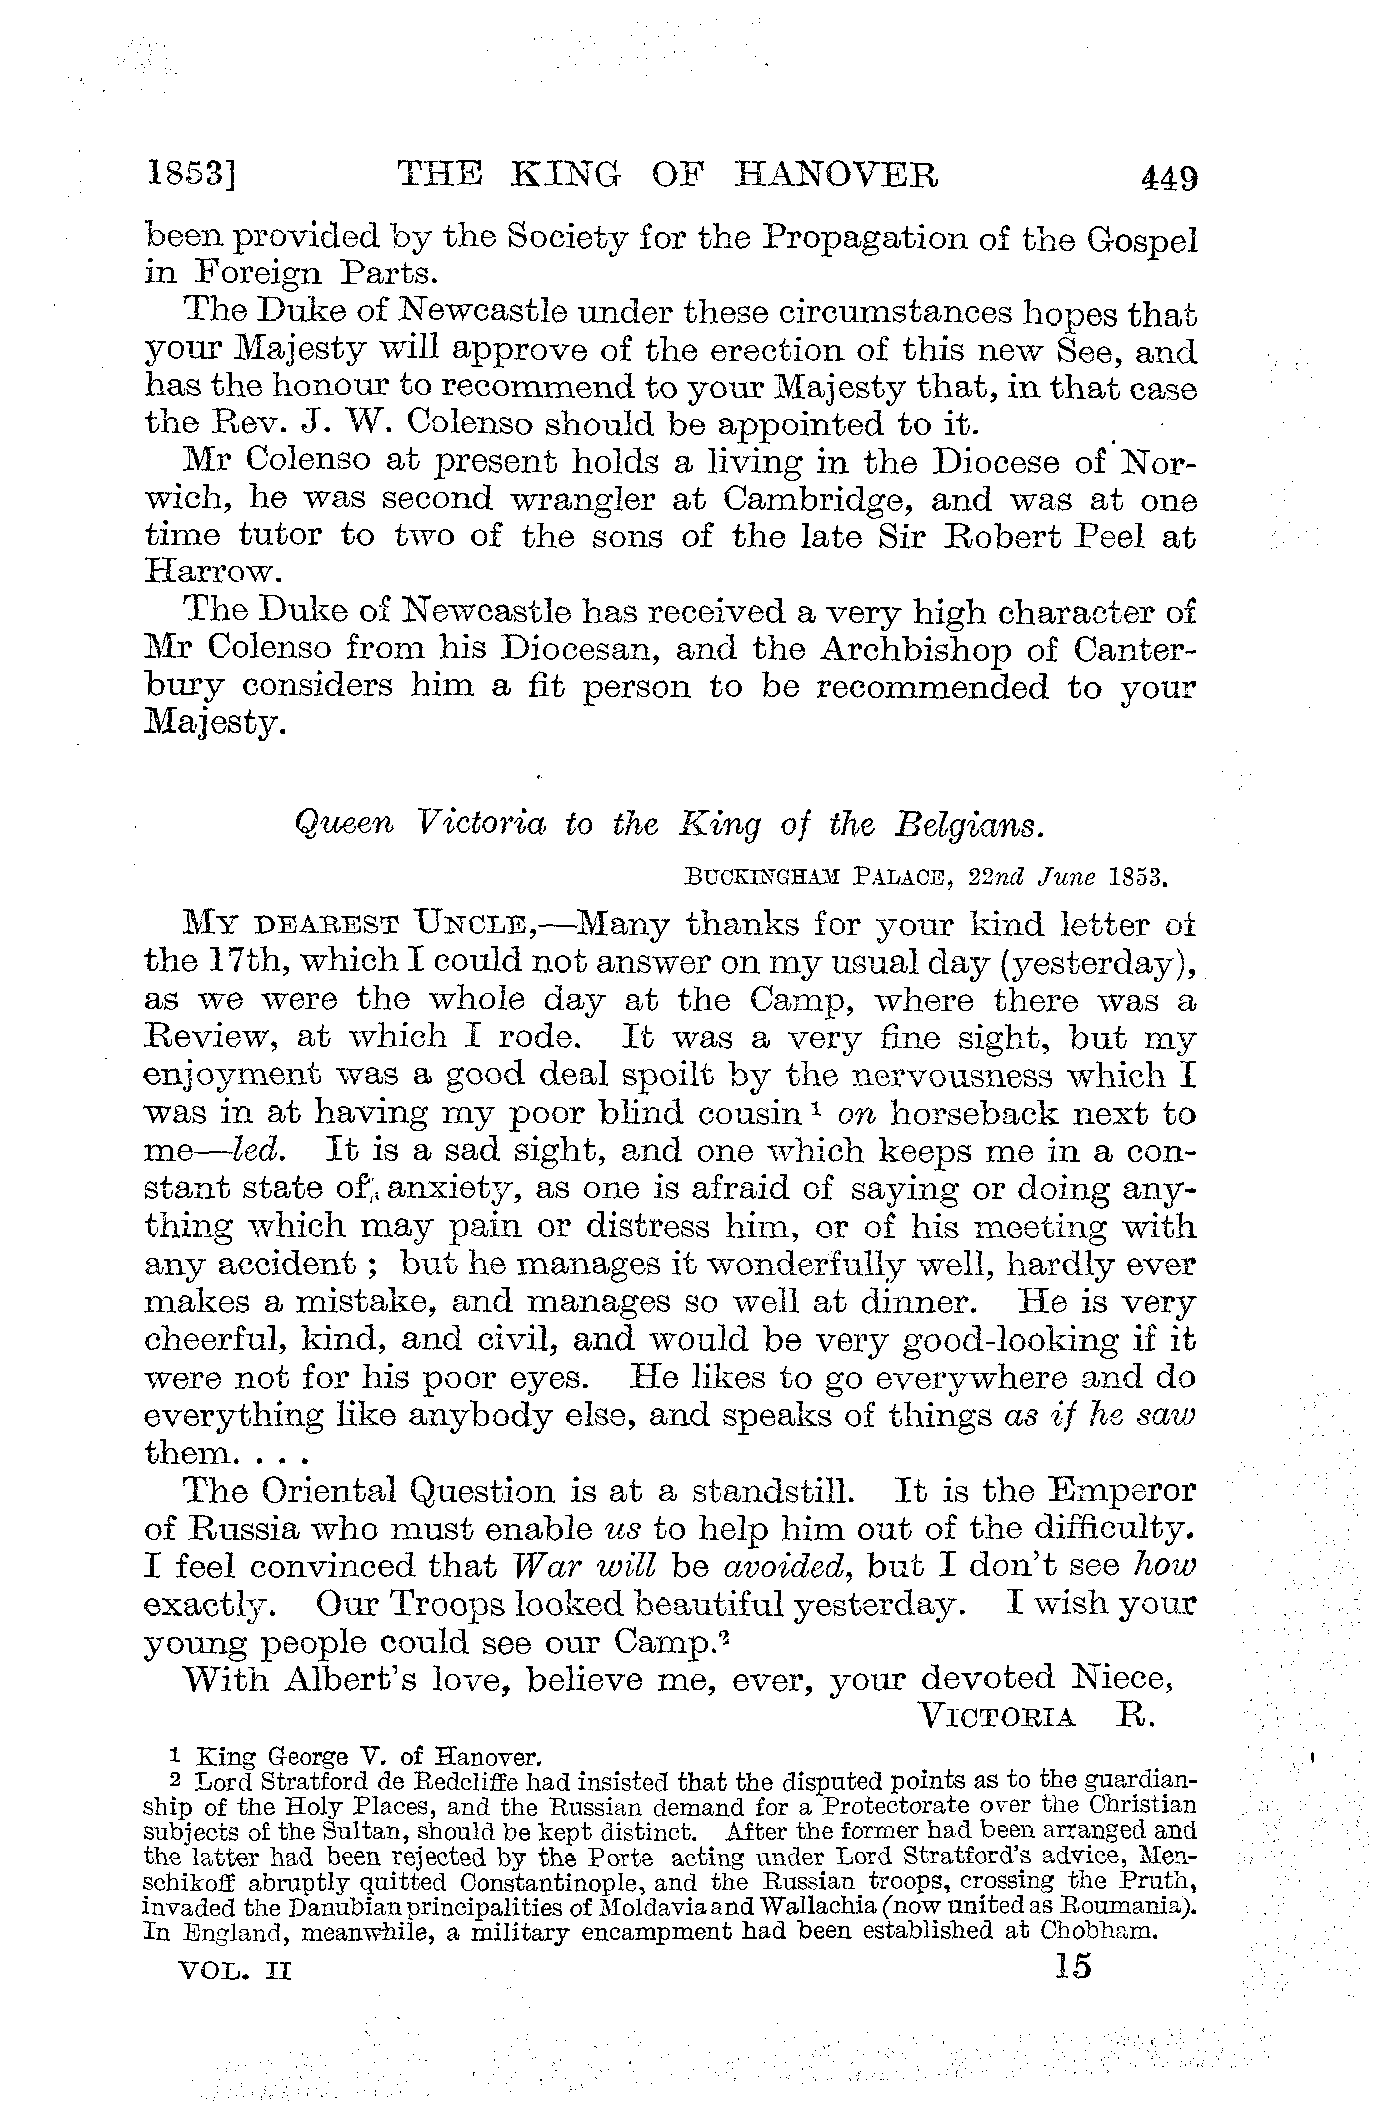 1853] THE KING OF HANOVER 449
been provided by the Society for the Propagation of the Gospel
in Foreign Parts.
The Duke of Newcastle under these circumstances hopes that
your Majesty will approve of the erection of this new See, and
has the honour to recommend to your Majesty that, in that case
the Rev. J. W. Colenso should be appointed to it.
Mr Colenso at present holds a living in the Diocese of Nor-
wich, he was second wrangler at Cambridge, and was at one
time tutor to two of the sons of the late Sir Robert Peel at
Harrow.
The Duke of Newcastle has received a very high character of
Mr Colenso from his Diocesan, and the Archbishop of Canter-
bury considers him a fit person to be recommended to your
Majesty.
Queen Victoria to the King of the Belgians.
BUCKINGHAM PALACE, 22nd June 1853.
MY DEAREST UNCLE,—Many thanks for your kind letter of
the 17th, which I could not answer on my usual day (yesterday),
as we were the whole day at the Camp, where there was a
Review, at which I rode. It was a very fine sight, but my
enjoyment was a good deal spoilt by the nervousness which I
was in at having my poor blind cousin¹ on horseback next to
me—led. It is a sad sight, and one which keeps me in a con-
stant state of anxiety, as one is afraid of saying or doing any-
thing which may pain or distress him, or of his meeting with
any accident ; but he manages it wonderfully well, hardly ever
makes a mistake, and manages so well at dinner. He is very
cheerful, kind, and civil, and would be very good-looking if it
were not for his poor eyes. He likes to go everywhere and do
everything like anybody else, and speaks of things as if he saw
them. . . .
The Oriental Question is at a standstill. It is the Emperor
of Russia who must enable us to help him out of the difficulty.
I feel convinced that War will be avoided, but I don't see how
exactly. Our Troops looked beautiful yesterday. I wish your
young people could see our Camp.²
With Albert's love, believe me, ever, your devoted Niece,
VICTORIA R.
1 King George V. of Hanover.
2 Lord Stratford de Redcliffe had insisted that the disputed points as to the guardian-
ship of the Holy Places, and the Russian demand for a Protectorate over the Christian
subjects of the Sultan, should be kept distinct. After the former had been arranged and
the latter had been rejected by the Porte acting under Lord Stratford's advice, Men-
schikoff abruptly quitted Constantinople, and the Russian troops, crossing the Pruth,
invaded the Danubian principalities of Moldavia and Wallachia (now united as Roumania).
In England, meanwhile, a military encampment had been established at Chobham.
VOL. II 15